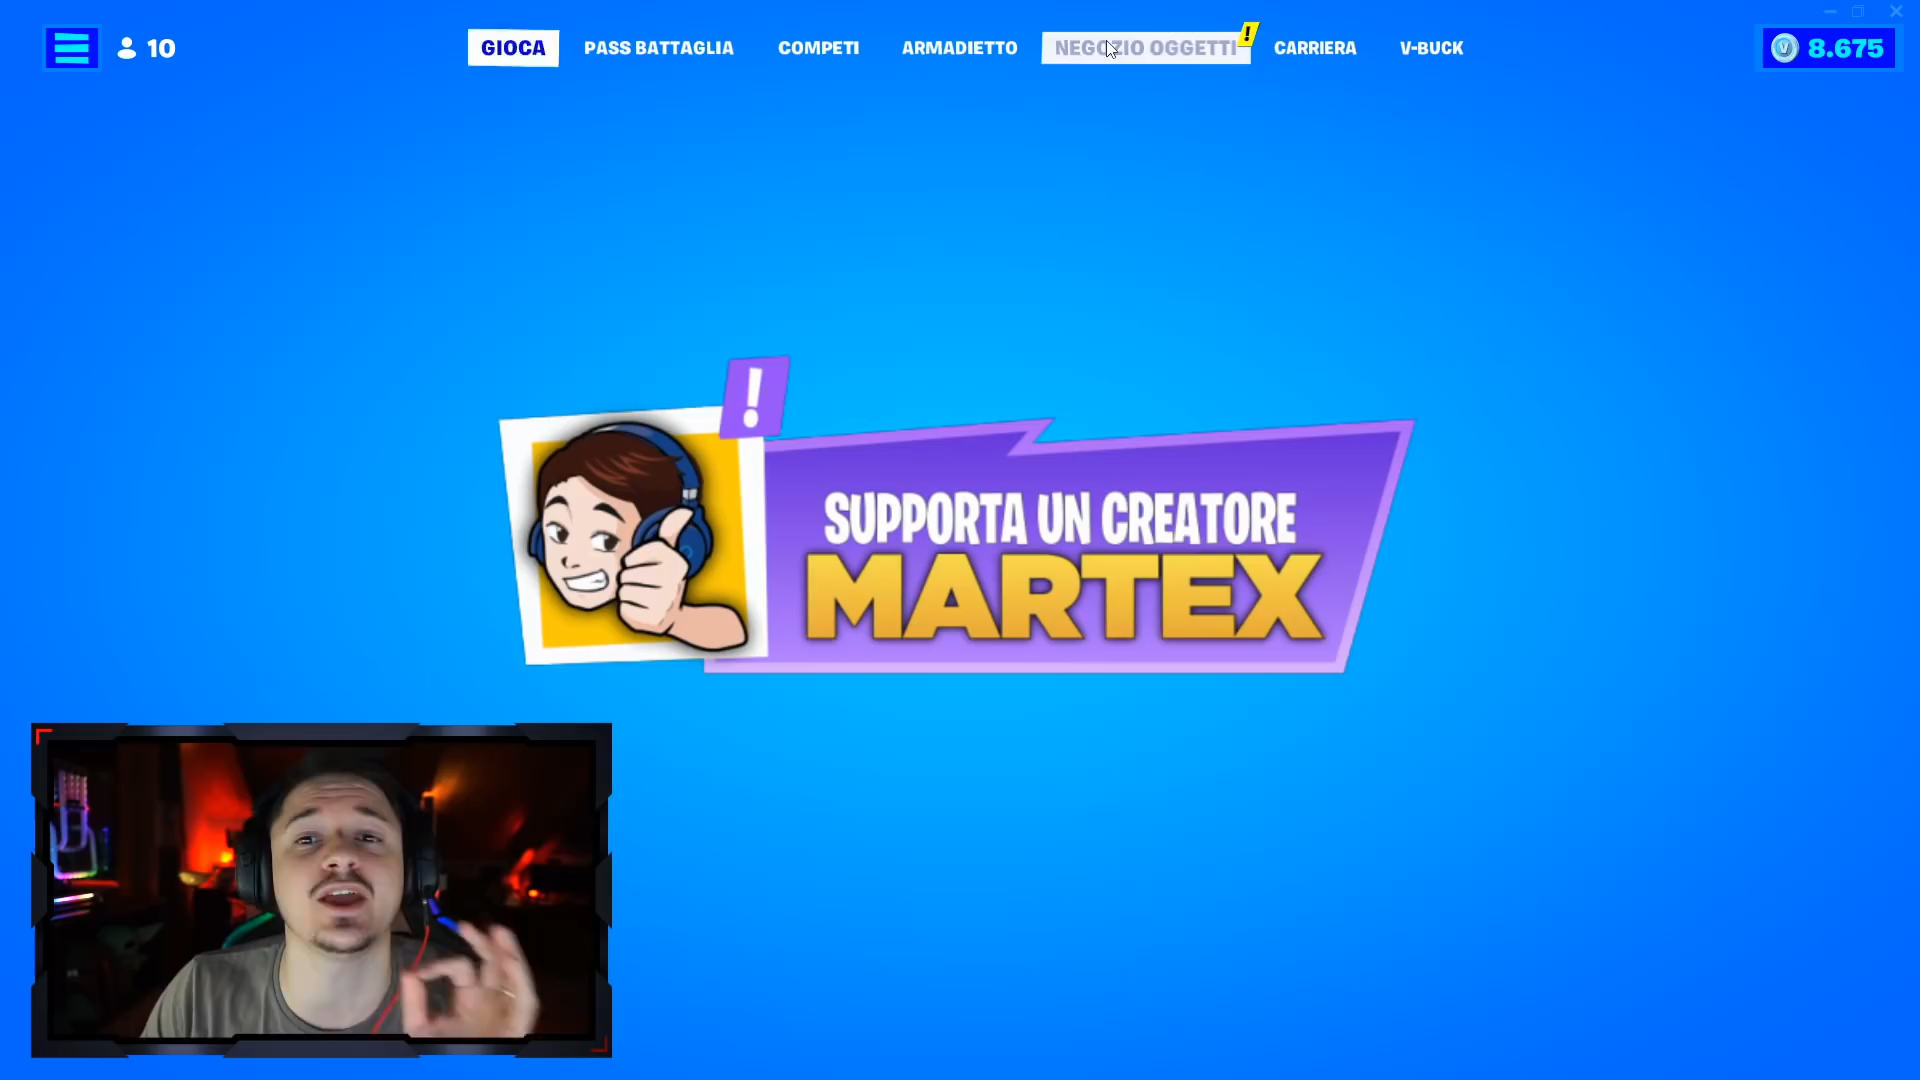 10
GIOCA
PASS BATTAGLIA
COMPETI
ARMADIETTO
NEGOZIO OGGETTI
!
CARRIERA
V-BUCK
V
8.675
!
SUPPORTA UN CREATORE
MARTEX